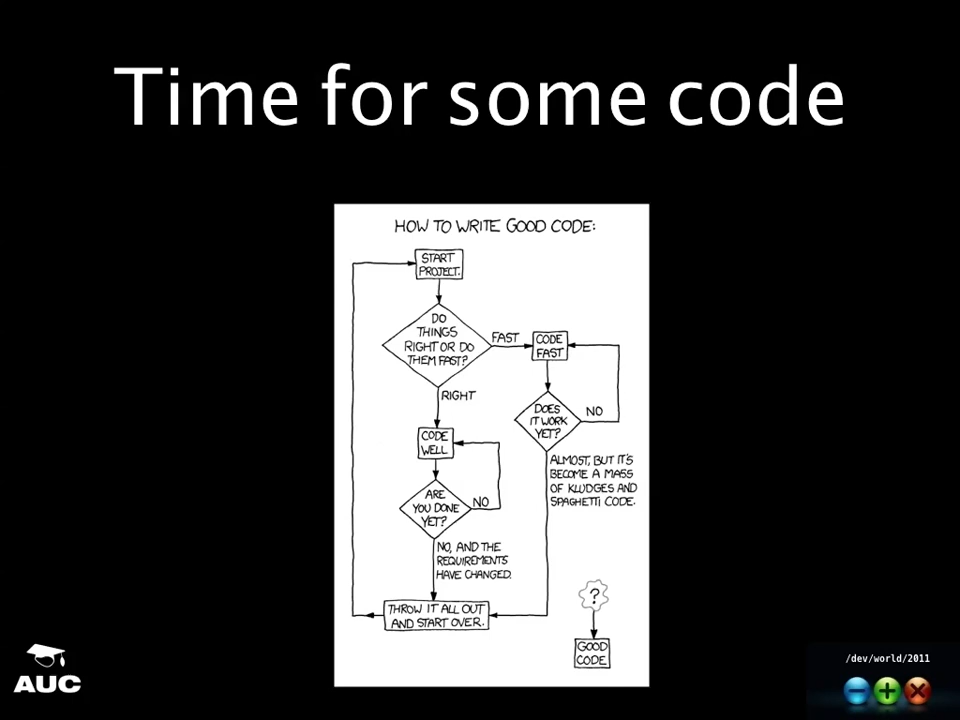 Time for some code
HOW TO WRITE GOOD CODE:
START
PROJECT.
DO
THINGS
RIGHT OR DO
THEM FAST?
FAST
CODE
FAST
RIGHT
DOES
IT WORK
YET?
NO
CODE
WELL
ALMOST, BUT IT'S
BECOME A MASS
OF KLUDGES AND
SPAGHETTI CODE.
ARE
YOU DONE
YET?
NO
NO, AND THE
REQUIREMENTS
HAVE CHANGED.
THROW IT ALL OUT
AND START OVER.
?
GOOD
CODE
AUC
/dev/world/2011